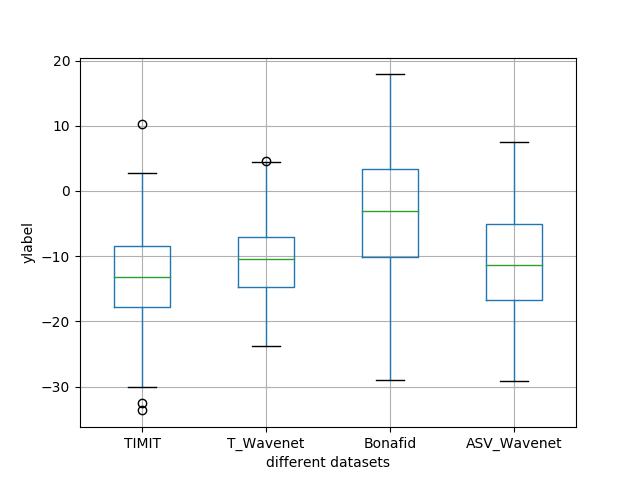 20
10
0
−10
−20
−30
ylabel
TIMIT
T_Wavenet
Bonafid
ASV_Wavenet
different datasets